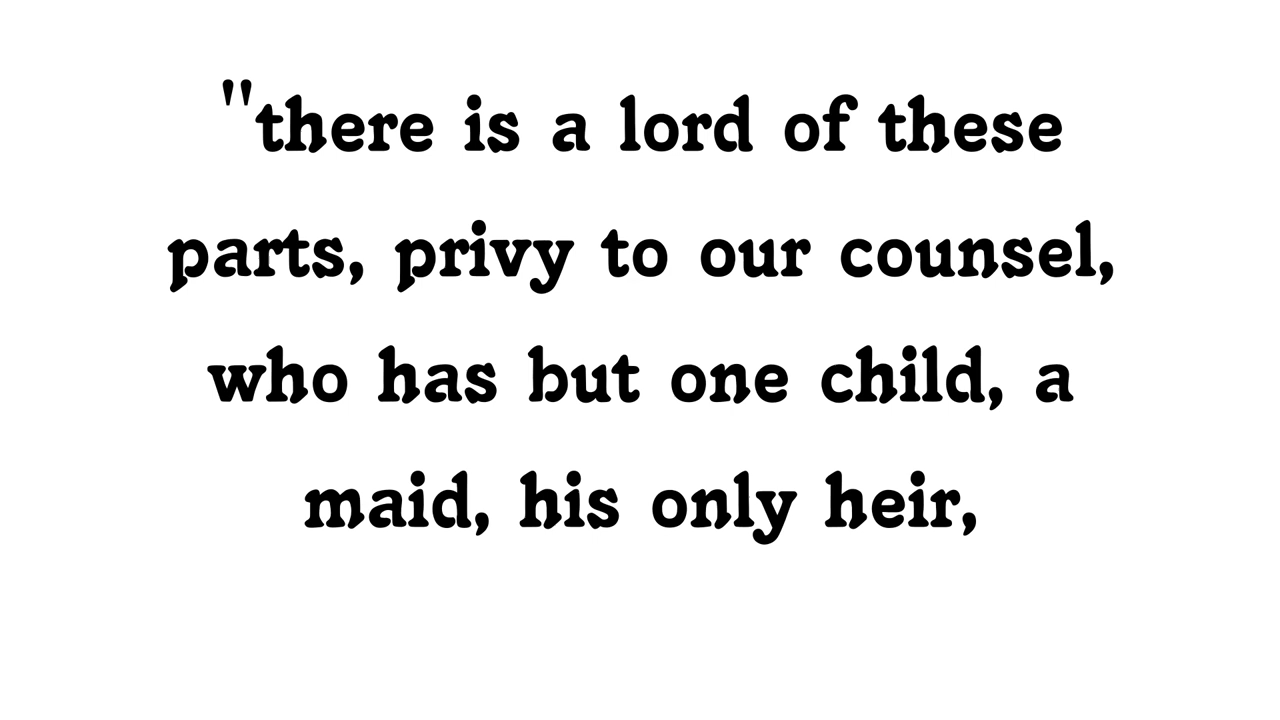 "there is a lord of these
parts, privy to our counsel,
who has but one child, a
maid, his only heir,